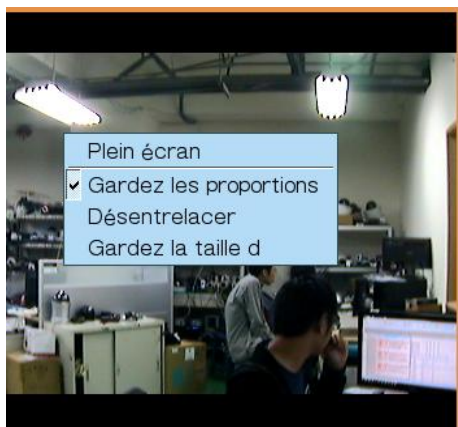 Plein écran
Gardez les proportions
Désentrelacer
Gardez la taille d